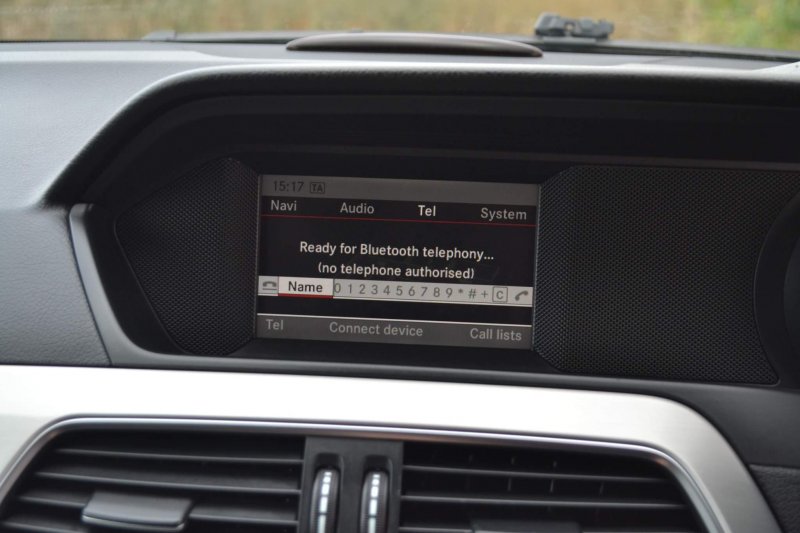 15:17 TA
Navi Audio Tel System
Ready for Bluetooth telephony...
(no telephone authorised)
Name 0 1 2 3 4 5 6 7 8 9 * # + C
Tel Connect device Call lists